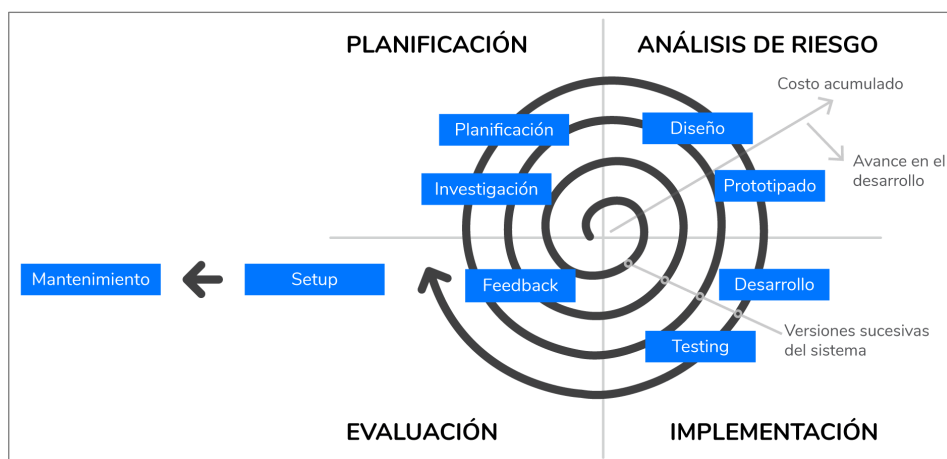 PLANIFICACIÓN
ANÁLISIS DE RIESGO
Costo acumulado
Planificación
Diseño
Avance en el
desarrollo
Investigación
Prototipado
Mantenimiento
Setup
Feedback
Desarrollo
Versiones sucesivas
del sistema
Testing
EVALUACIÓN
IMPLEMENTACIÓN